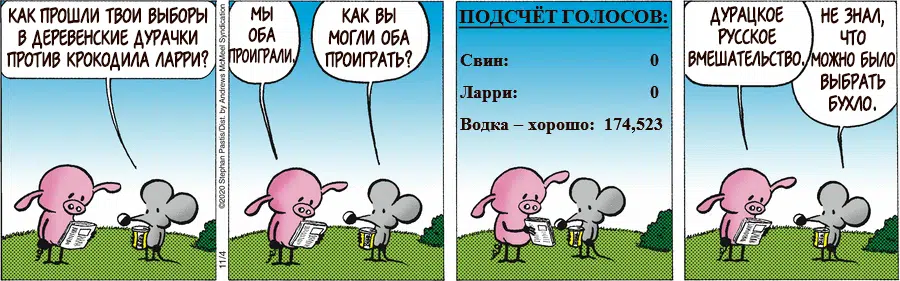 КАК ПРОШЛИ ТВОИ ВЫБОРЫ
В ДЕРЕВЕНСКИЕ ДУРАЧКИ
ПРОТИВ КРОКОДИЛА ЛАРРИ?
©2020 Stephan Pastis/Dist. by Andrews McMeel Syndication
11/4
МЫ
ОБА
ПРОИГРАЛИ.
КАК ВЫ
МОГЛИ ОБА
ПРОИГРАТЬ?
ПОДСЧЁТ ГОЛОСОВ:
Свин: 0
Ларри: 0
Водка – хорошо: 174,523
ДУРАЦКОЕ
РУССКОЕ
ВМЕШАТЕЛЬСТВО.
НЕ ЗНАЛ,
ЧТО
МОЖНО БЫЛО
ВЫБРАТЬ
БУХЛО.